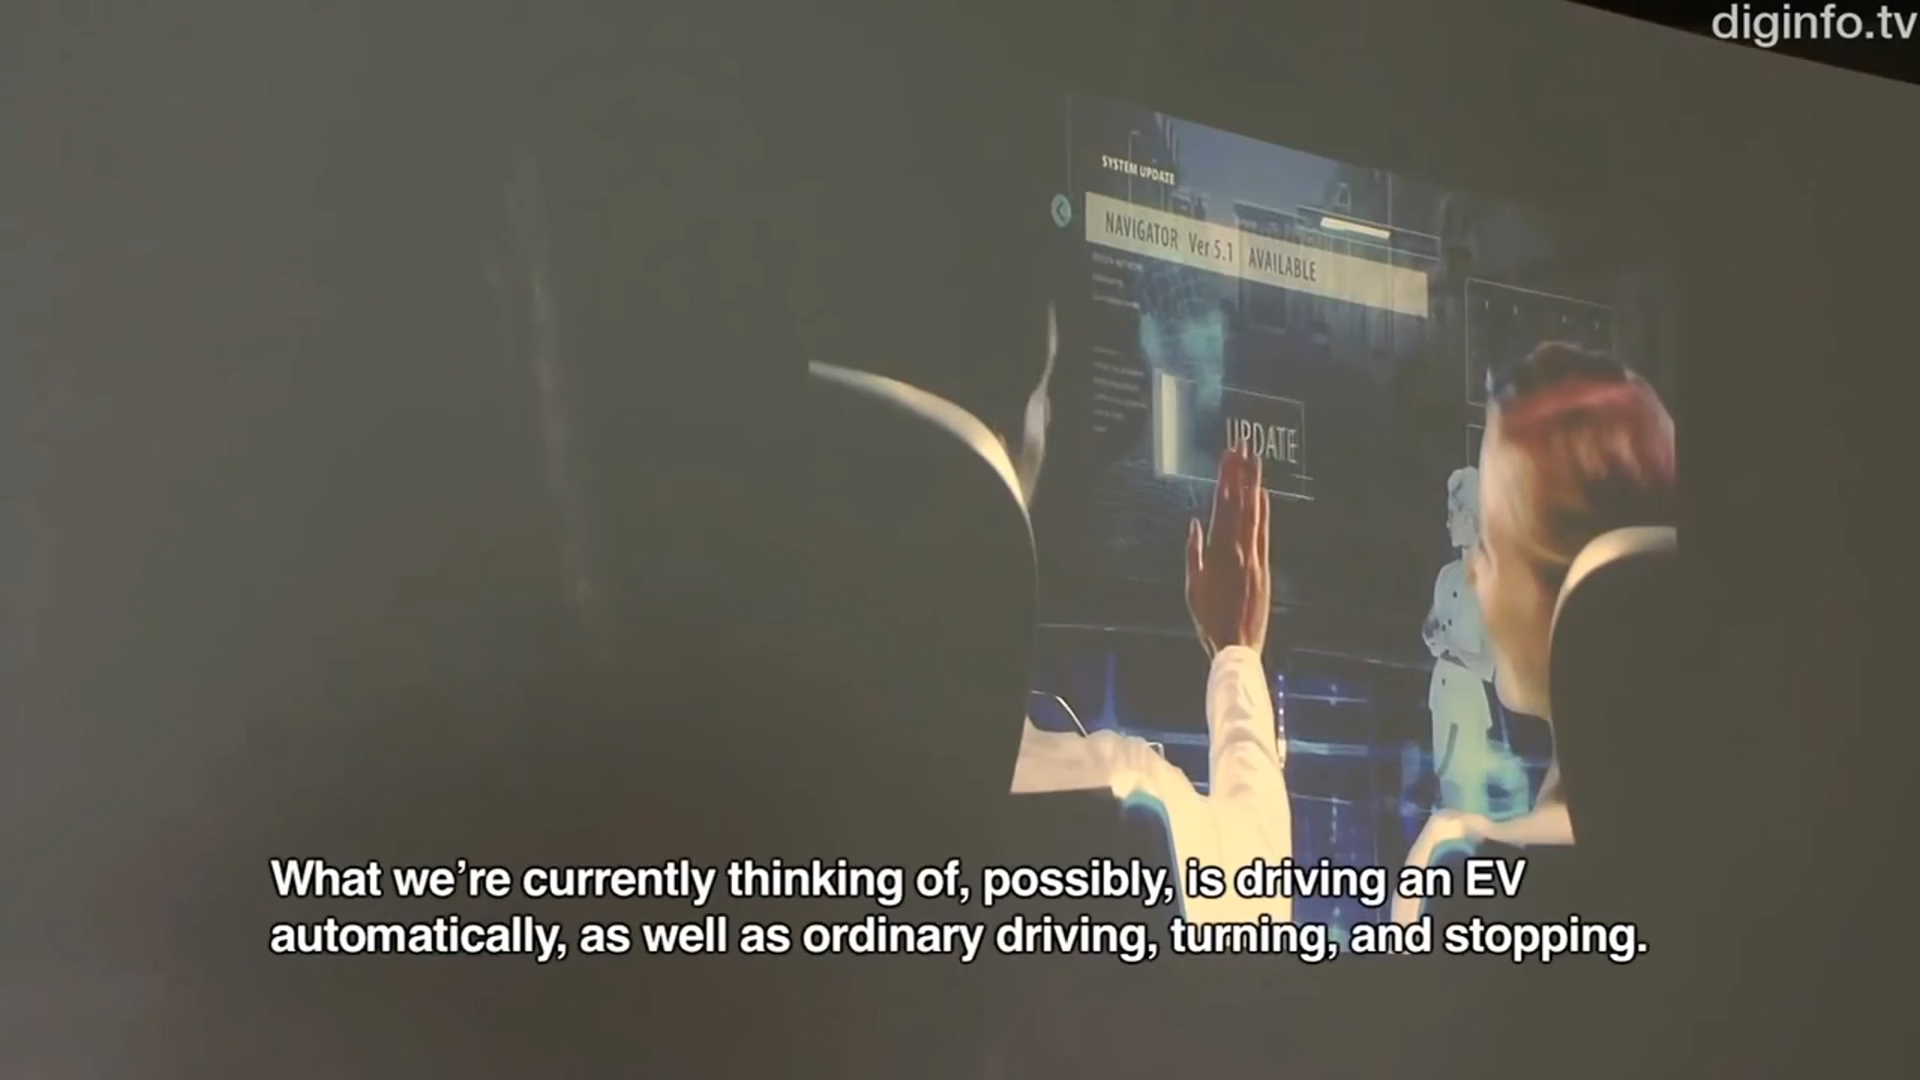 diginfo.tv
SYSTEM UPDATE
NAVIGATOR Ver 5.1 AVAILABLE
UPDATE
What we’re currently thinking of, possibly, is driving an EV
automatically, as well as ordinary driving, turning, and stopping.